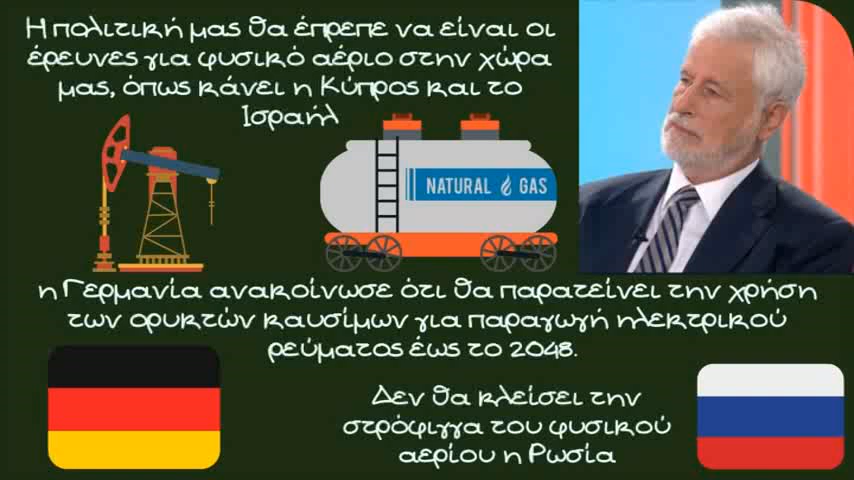 Η πολιτική μας θα έπρεπε να είναι οι
έρευνες για φυσικό αέριο στην χώρα
μας, όπως κάνει η Κύπρος και το
Ισραήλ
NATURAL GAS
η Γερμανία ανακοίνωσε ότι θα παρατείνει την χρήση
των ορυκτών καυσίμων για παραγωγή ηλεκτρικού
ρεύματος έως το 2048.
Δεν θα κλείσει την
στρόφιγγα του φυσικού
αερίου η Ρωσία